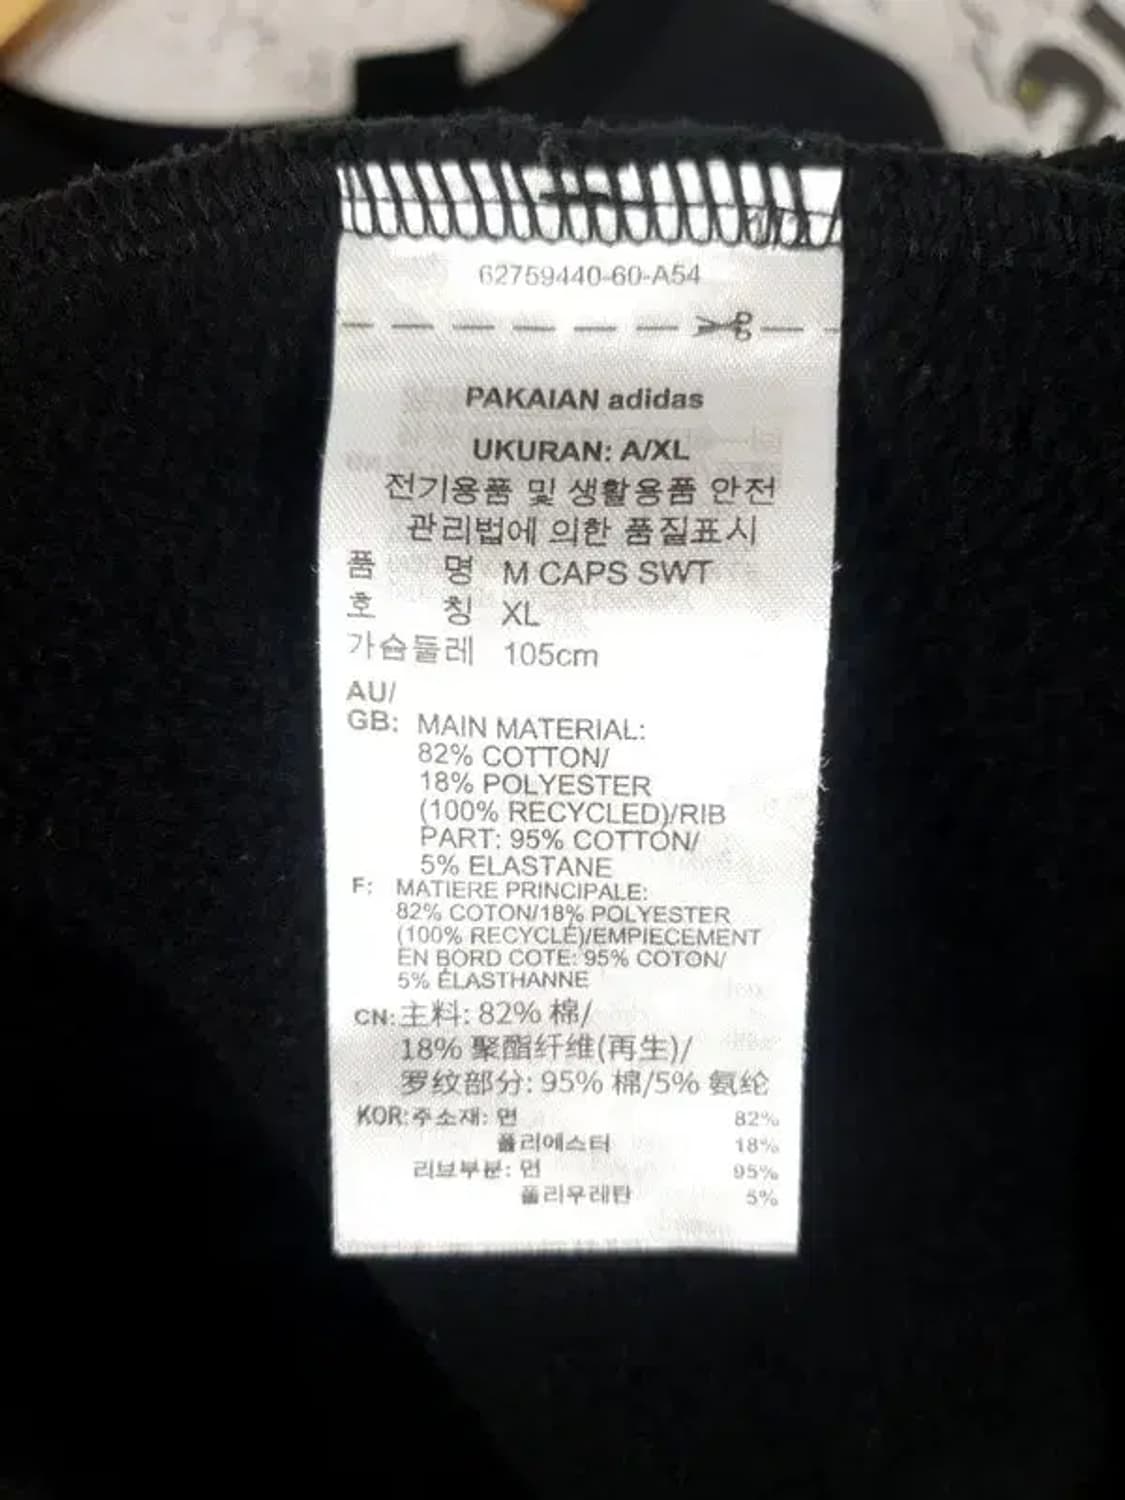 62759440-60-A54
PAKAIAN adidas
UKURAN: A/XL
전기용품 및 생활용품 안전
관리법에 의한 품질표시
품 명 M CAPS SWT
호 칭 XL
가슴둘레 105cm
AU/
GB: MAIN MATERIAL:
82% COTTON/
18% POLYESTER
(100% RECYCLED)/RIB
PART: 95% COTTON/
5% ELASTANE
F: MATIERE PRINCIPALE:
82% COTON/18% POLYESTER
(100% RECYCLÉ)/EMPIECEMENT
EN BORD COTE: 95% COTON/
5% ÉLASTHANNE
CN: 主料: 82% 棉/
18% 聚酯纤维(再生)/
罗纹部分: 95% 棉/5% 氨纶
KOR: 주소재: 면 82%
폴리에스터 18%
리브부분: 면 95%
폴리우레탄 5%